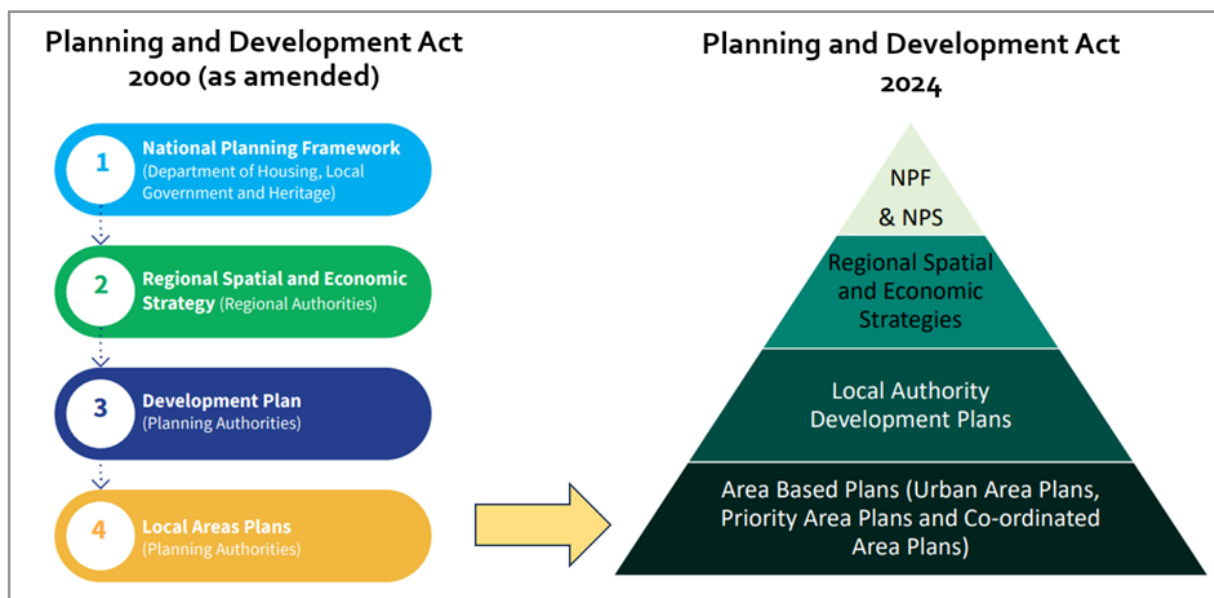 Planning and Development Act
2000 (as amended)
1
National Planning Framework
(Department of Housing, Local
Government and Heritage)
2
Regional Spatial and Economic
Strategy (Regional Authorities)
3
Development Plan
(Planning Authorities)
4
Local Areas Plans
(Planning Authorities)
Planning and Development Act
2024
NPF
& NPS
Regional Spatial
and Economic
Strategies
Local Authority
Development Plans
Area Based Plans (Urban Area Plans,
Priority Area Plans and Co-ordinated
Area Plans)